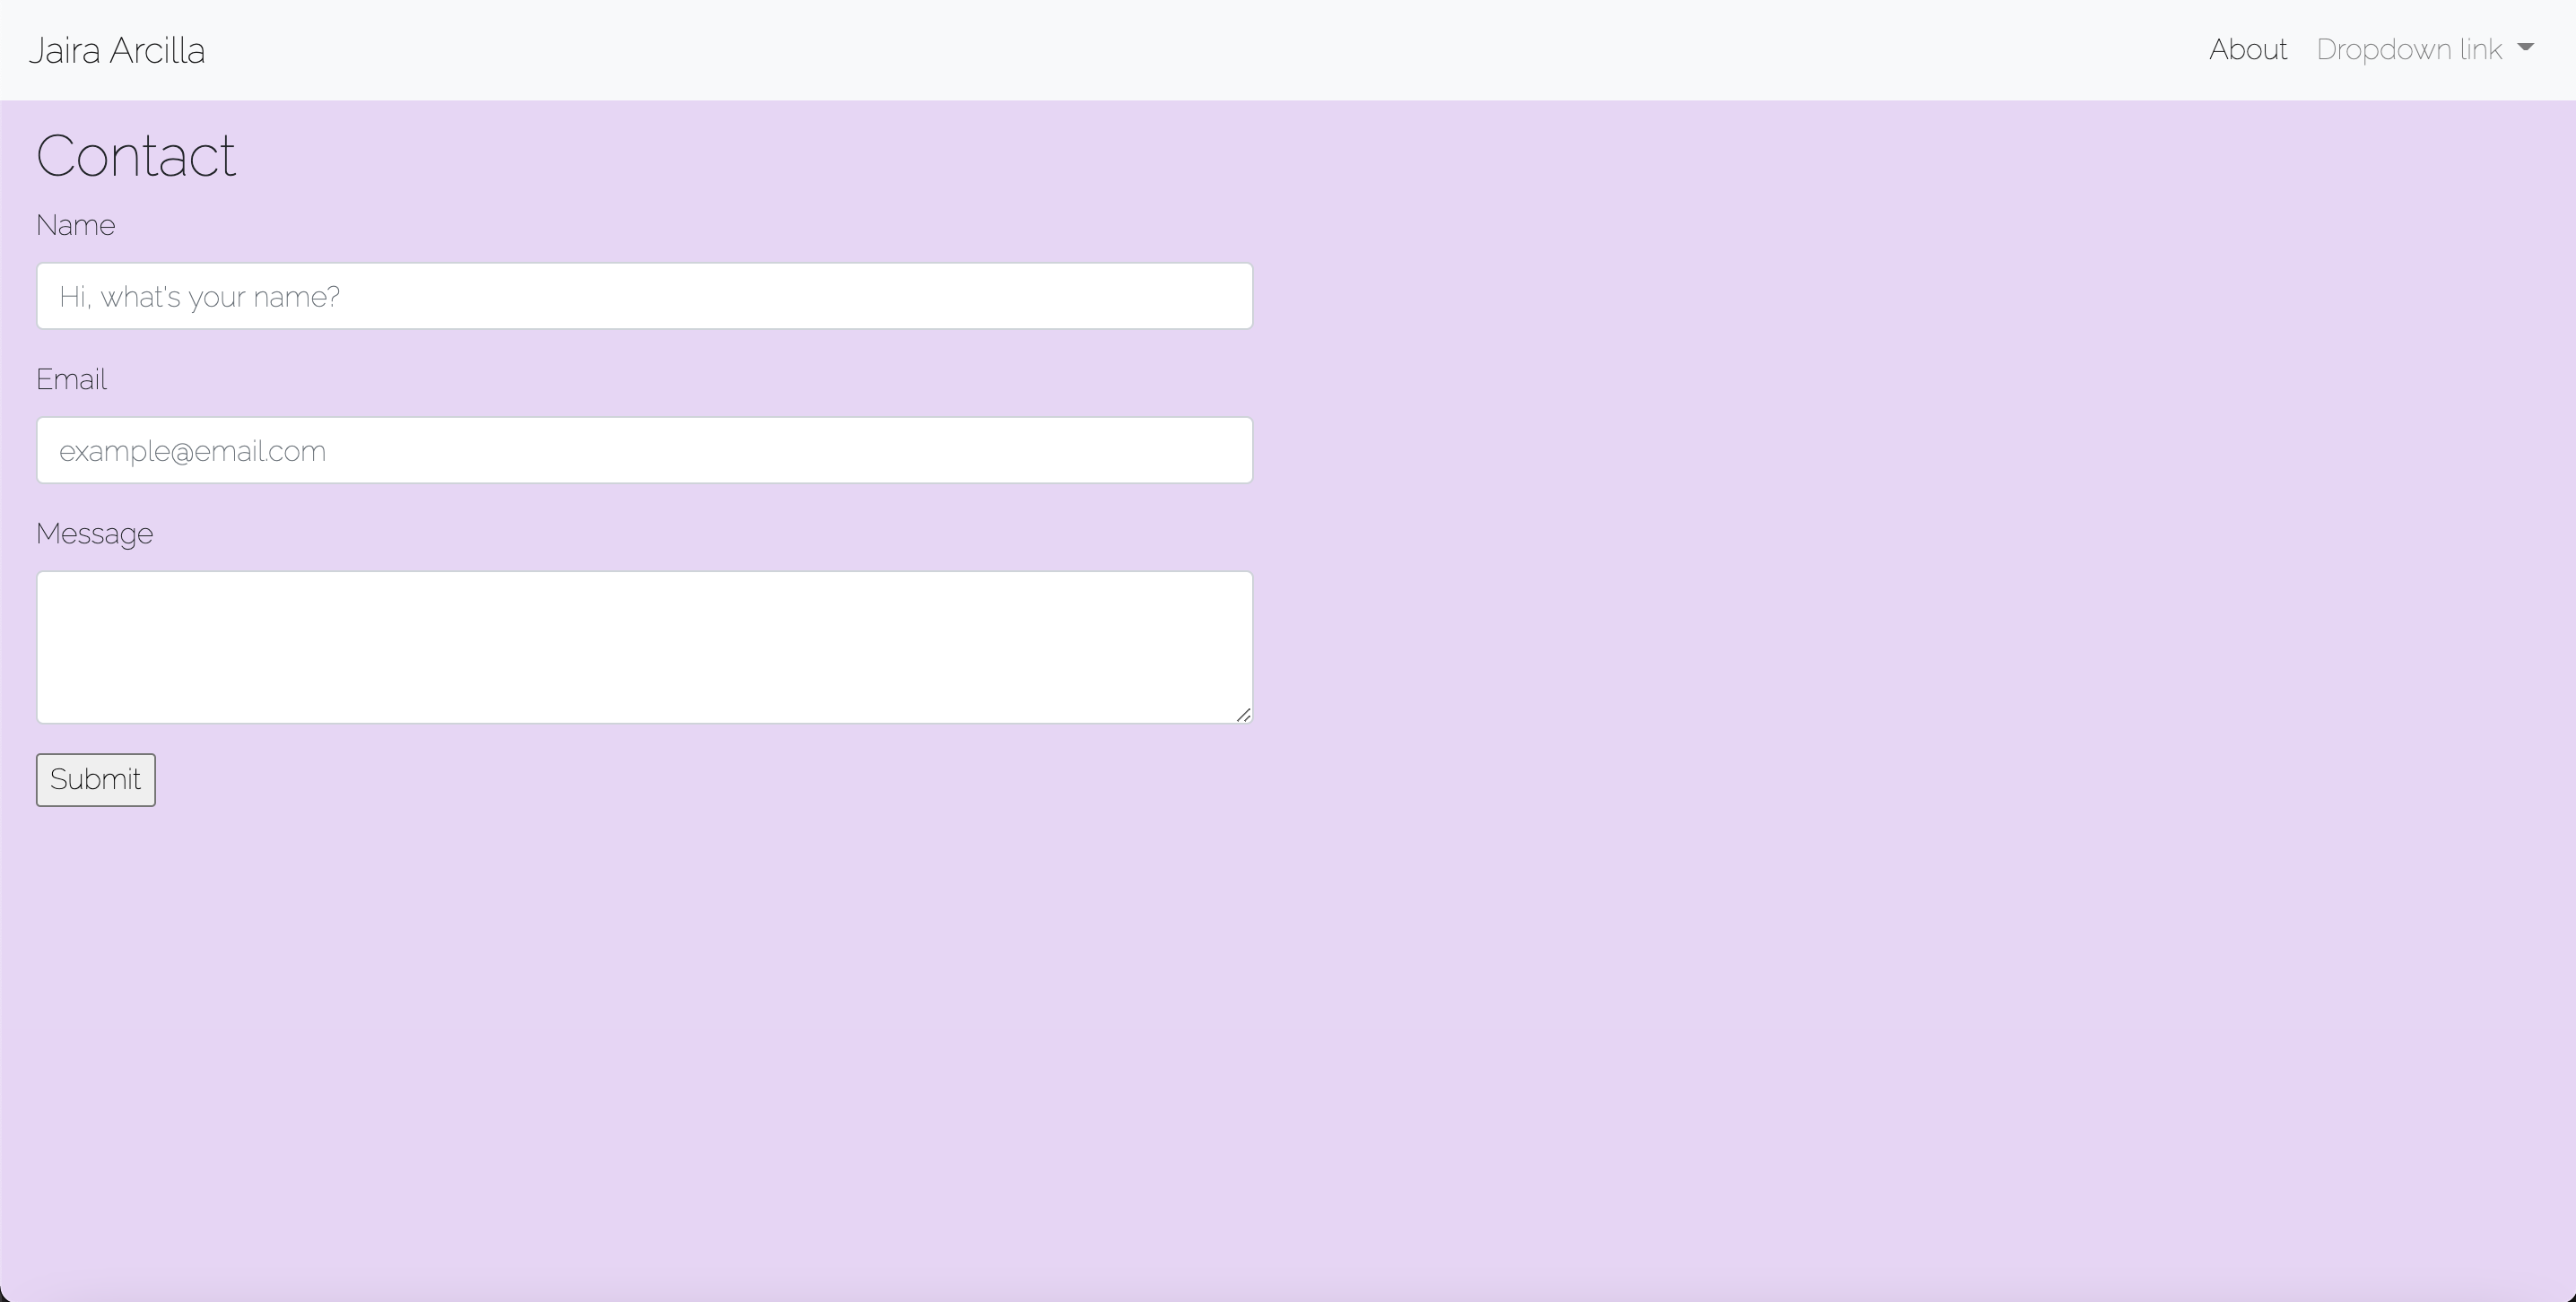 Jaira Arcilla
About Dropdown link
Contact
Name
Hi, what's your name?
Email
example@email.com
Message
Submit